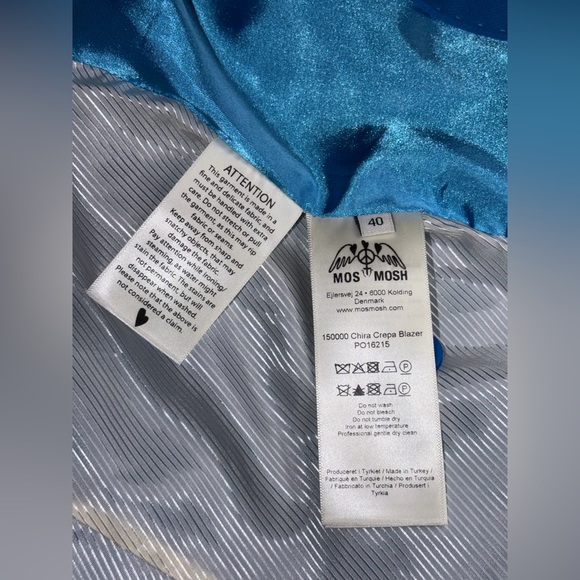 ATTENTION
This garment is made in a
fine and delicate fabric and
must be handled with extra
care. Do not stretch or pull
the garment, as this may rip
fabric or seams.
Keep away from sharp and
snatchy objects, that may
damage the fabric.
Pay attention while ironing/
steaming, as water might
stain the fabric. The stains are
not permanent, but will
disappear when washed.
Please note that the above is
not considered a claim.
40
MOS MOSH
Ejlersvej 24 • 6000 Kolding
Denmark
www.mosmosh.com
150000 Chira Crepa Blazer
PO16215
Do not wash
Do not bleach
Do not tumble dry
Iron at low temperature
Professional gentle dry clean
Produceret i Tyrkiet / Made in Turkey /
Fabriqué en Turquie / Hecho en Turquía
/ Fabbricato in Turchia / Produsert i
Tyrkia